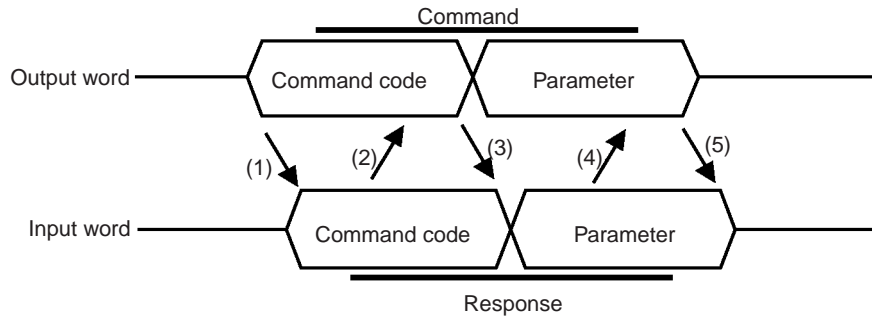 Command
Output word
Command code
Parameter
(1)
(2)
(3)
(4)
(5)
Input word
Command code
Parameter
Response